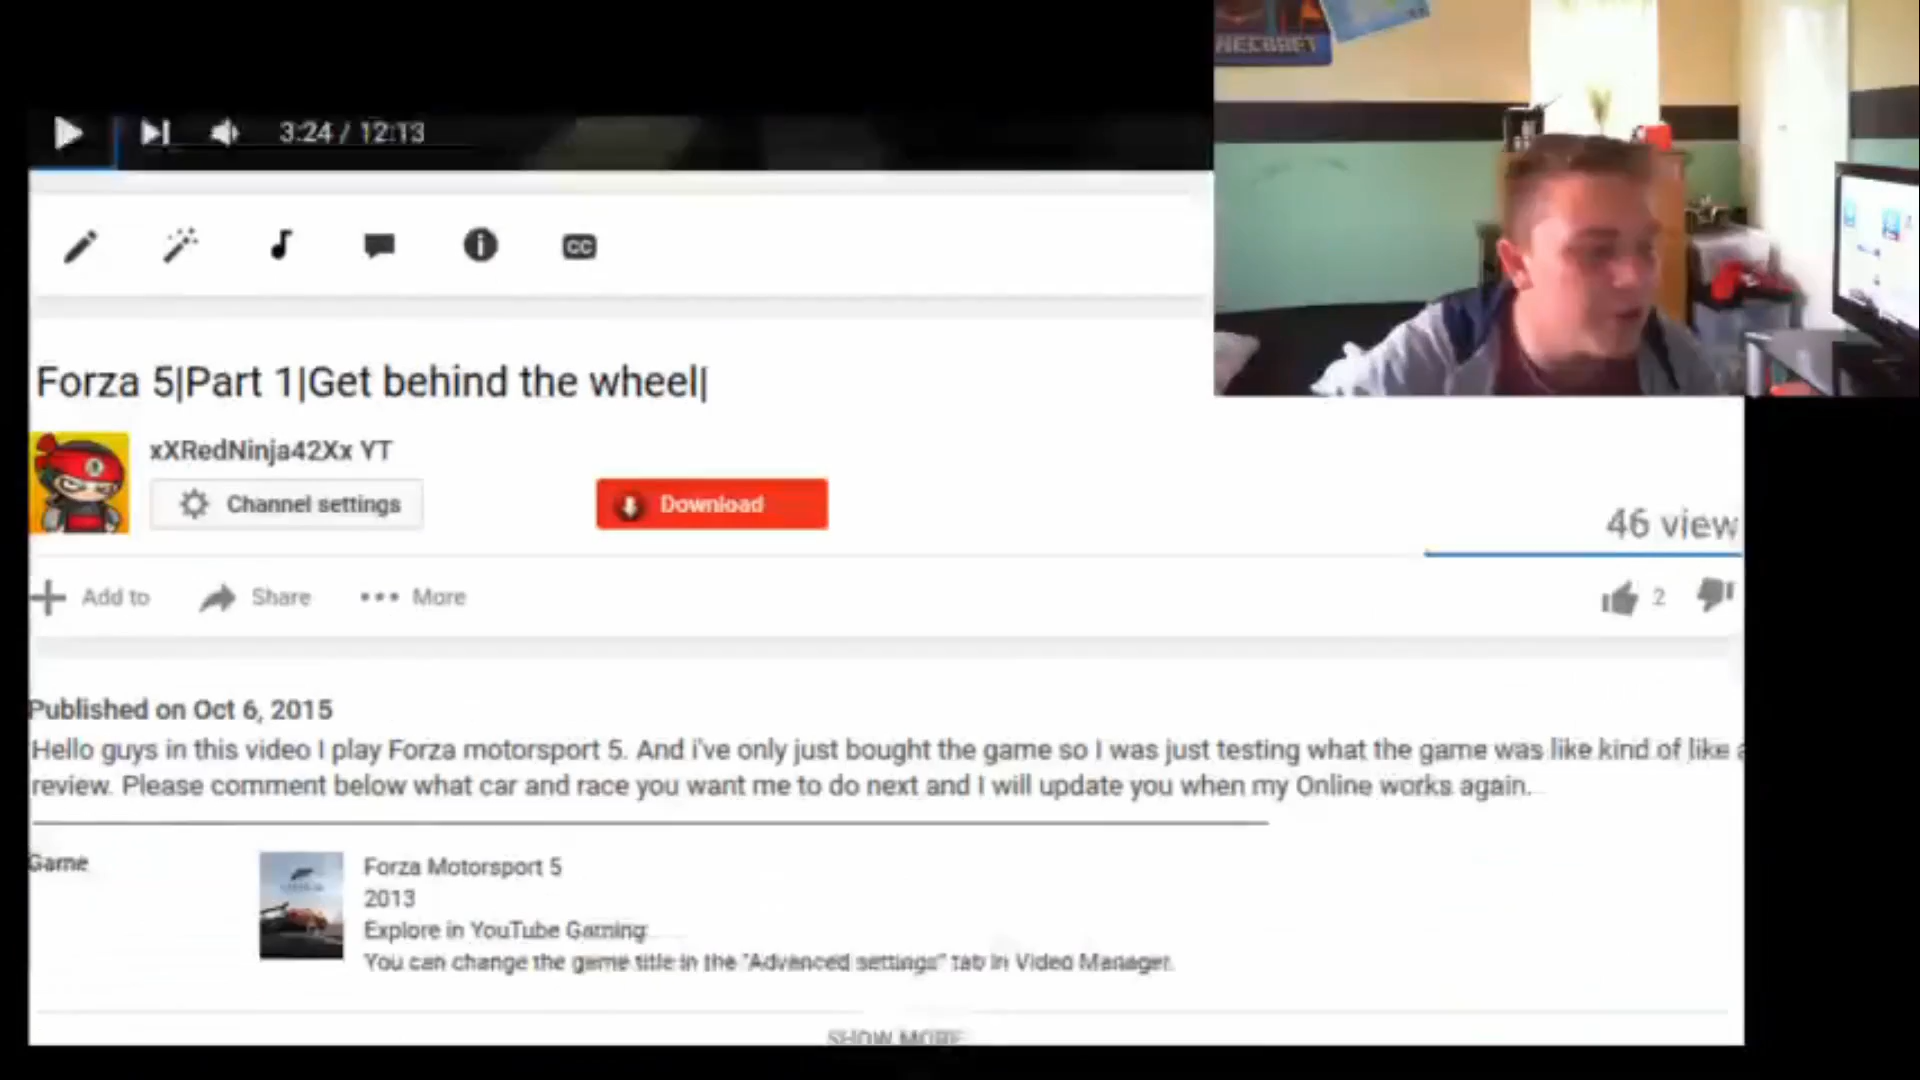 3:24 / 12:13
CC
Forza 5|Part 1|Get behind the wheel|
xXRedNinja42Xx YT
Channel settings
Download
46 view
Add to
Share
More
2
Published on Oct 6, 2015
Hello guys in this video I play Forza motorsport 5. And i've only just bought the game so I was just testing what the game was like kind of like a
review. Please comment below what car and race you want me to do next and I will update you when my Online works again.
Game
Forza Motorsport 5
2013
Explore in YouTube Gaming
You can change the game title in the "Advanced settings" tab in Video Manager.
SHOW MORE